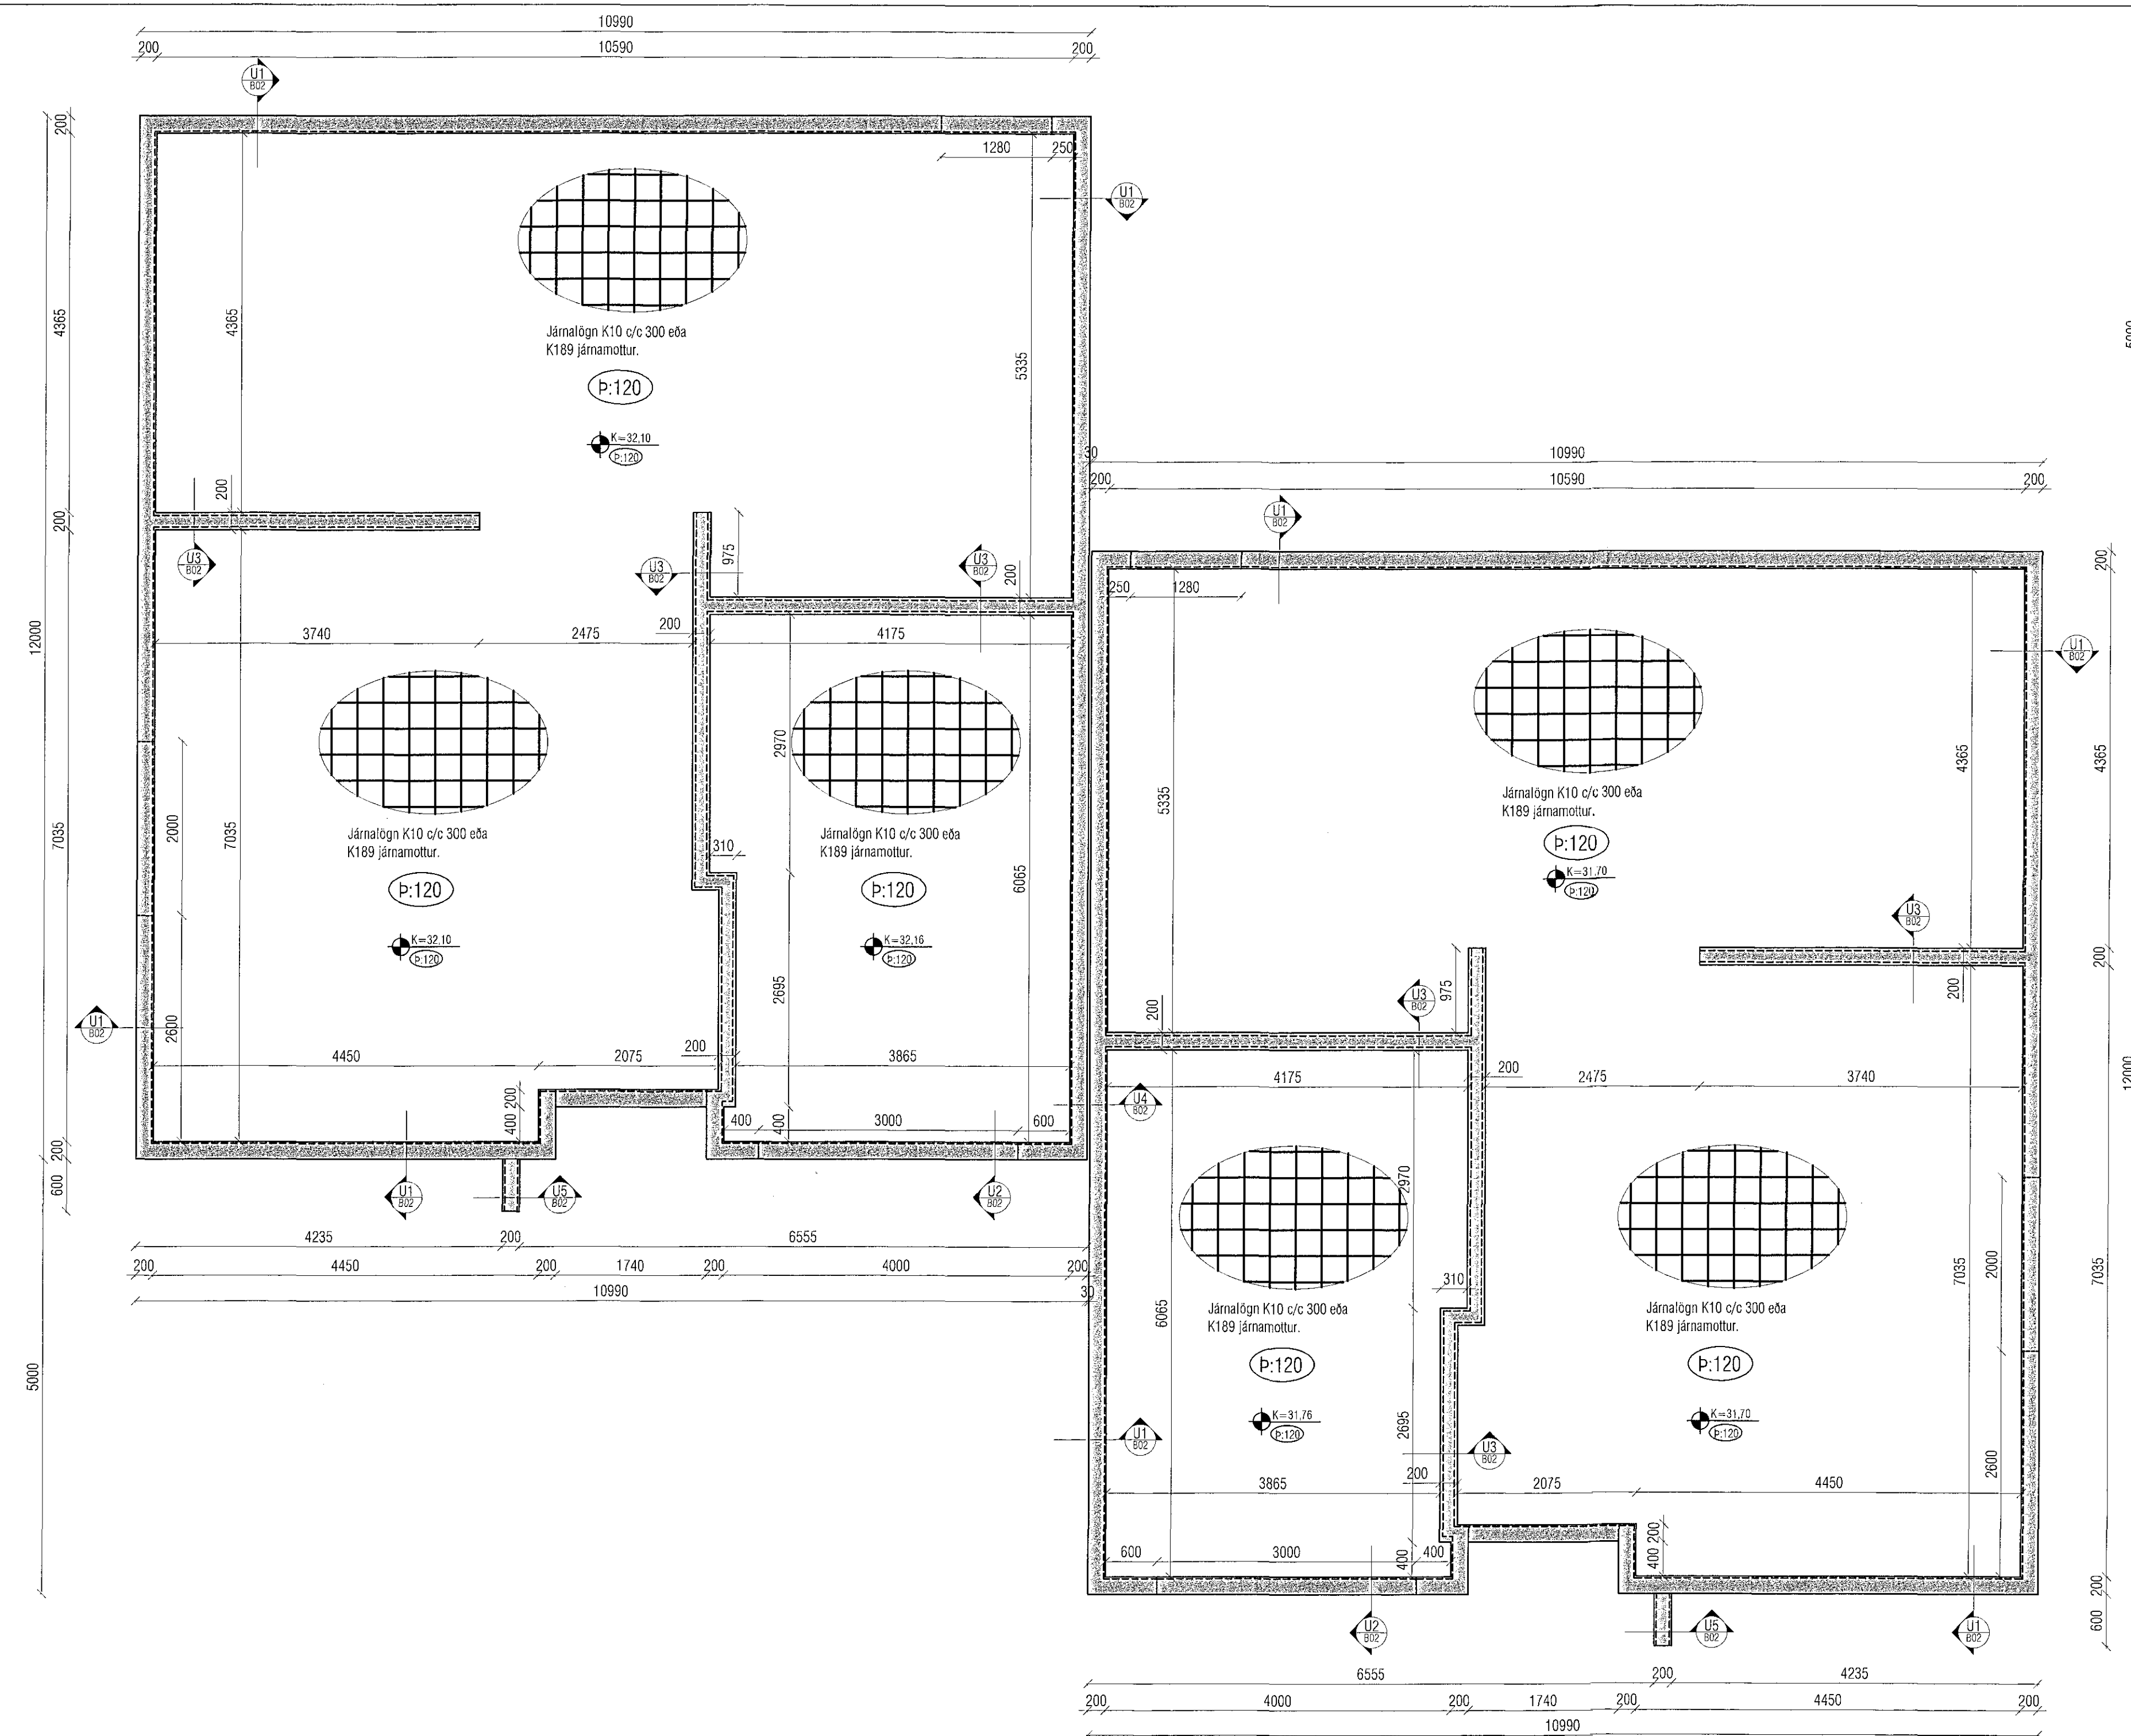 10990
200
10590
200
U1
B02
200
1280
250
U1
B02
4365
4365
5335
Járnalögn K10 c/c 300 eða
K189 járnamottur.
Þ:120
K=32,10
Þ:120
200
200
U3
B02
U3
B02
975
U3
B02
200
12000
3740
2475
200
4175
2970
2000
7035
7035
Járnalögn K10 c/c 300 eða
K189 járnamottur.
Þ:120
K=32,10
Þ:120
310
Járnalögn K10 c/c 300 eða
K189 járnamottur.
Þ:120
K=32,16
Þ:120
6065
2695
2600
U1
B02
4450
2075
200
3865
200
400
400
400
3000
600
200
600
U1
B02
U5
B02
U2
B02
4235
200
6555
200
4450
200
1740
200
4000
200
10990
30
5000
5000
30
10990
200
10590
200
U1
B02
200
250
1280
U1
B02
5335
4365
4365
Járnalögn K10 c/c 300 eða
K189 járnamottur.
Þ:120
K=31,70
Þ:120
U3
B02
200
200
975
U3
B02
200
4175
200
2475
3740
12000
U4
B02
2970
6065
310
Járnalögn K10 c/c 300 eða
K189 járnamottur.
Þ:120
K=31,76
Þ:120
Járnalögn K10 c/c 300 eða
K189 járnamottur.
Þ:120
K=31,70
Þ:120
7035
2000
7035
U1
B02
2695
U3
B02
2600
3865
200
2075
4450
600
3000
400
400
200
400
200
600
U2
B02
U5
B02
U1
B02
6555
200
4235
200
4000
200
1740
200
4450
200
10990